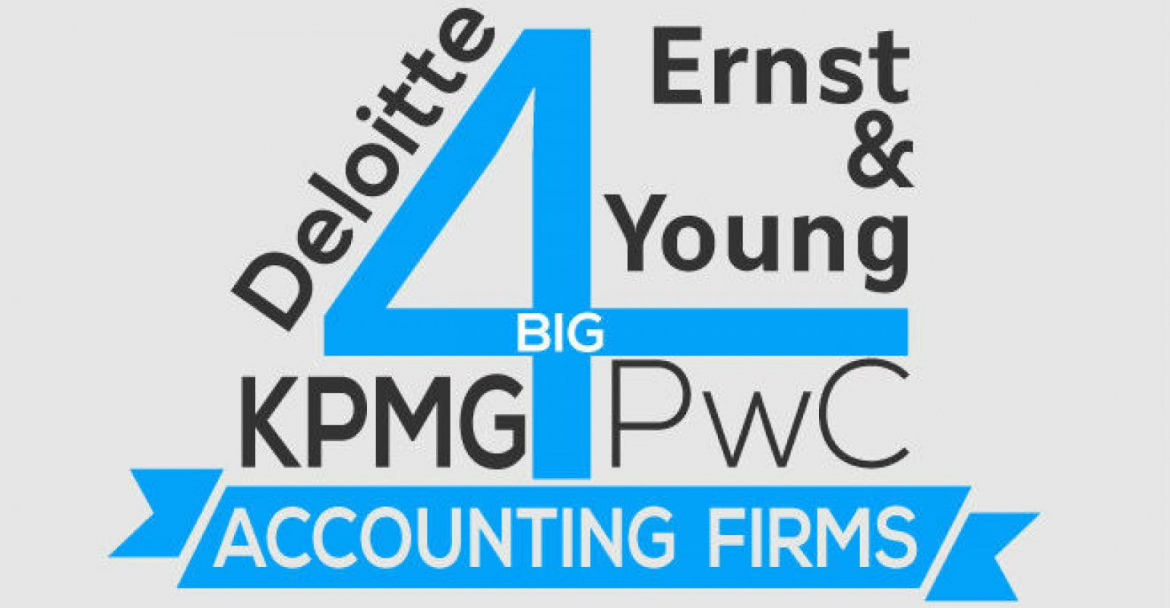 Deloitte
4
Ernst
&
Young
BIG
KPMG
PwC
ACCOUNTING FIRMS